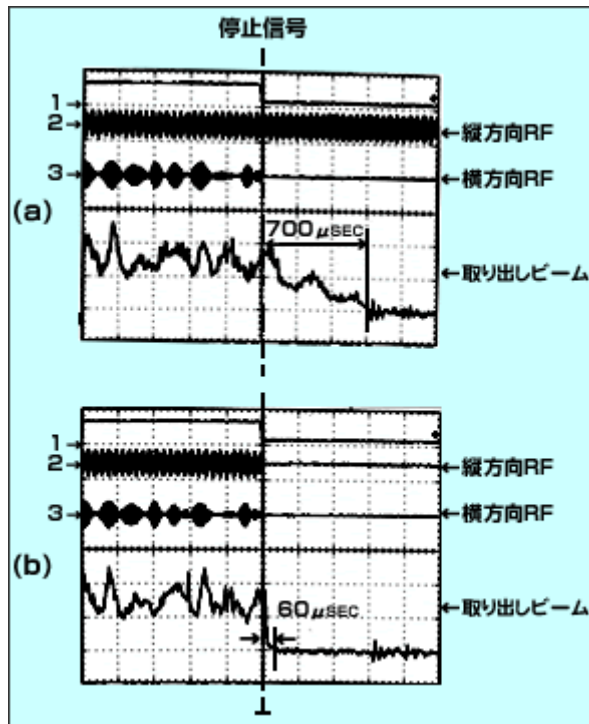 停止信号
1→
2→
←縦方向RF
3→
←横方向RF
(a)
700μSEC
←取り出しビーム
1→
2→
←縦方向RF
3→
←横方向RF
(b)
60μSEC
←取り出しビーム